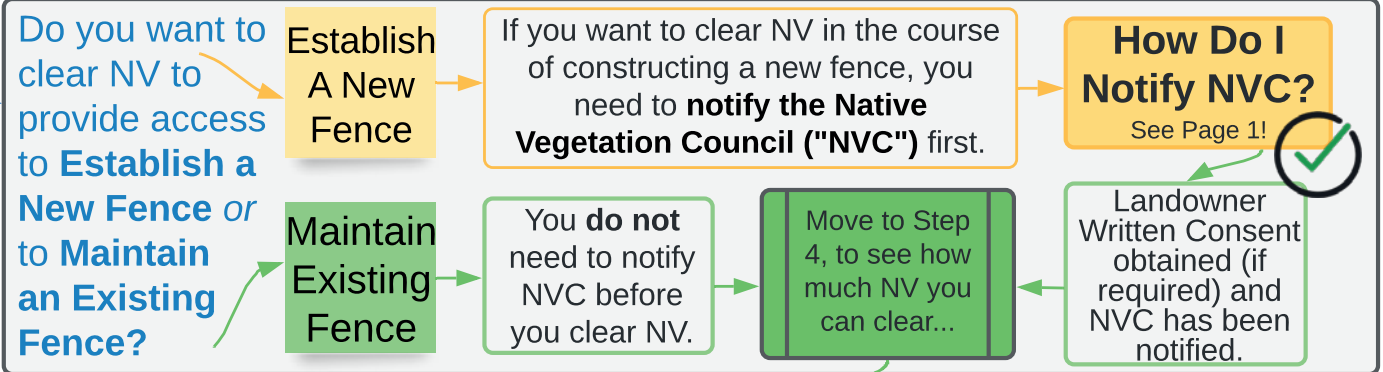 Do you want to
clear NV to
provide access
to Establish a
New Fence or
to Maintain
an Existing
Fence?
Establish
A New
Fence
If you want to clear NV in the course
of constructing a new fence, you
need to notify the Native
Vegetation Council ("NVC") first.
How Do I
Notify NVC?
See Page 1!
Maintain
Existing
Fence
You do not
need to notify
NVC before
you clear NV.
Move to Step
4, to see how
much NV you
can clear...
Landowner
Written Consent
obtained (if
required) and
NVC has been
notified.